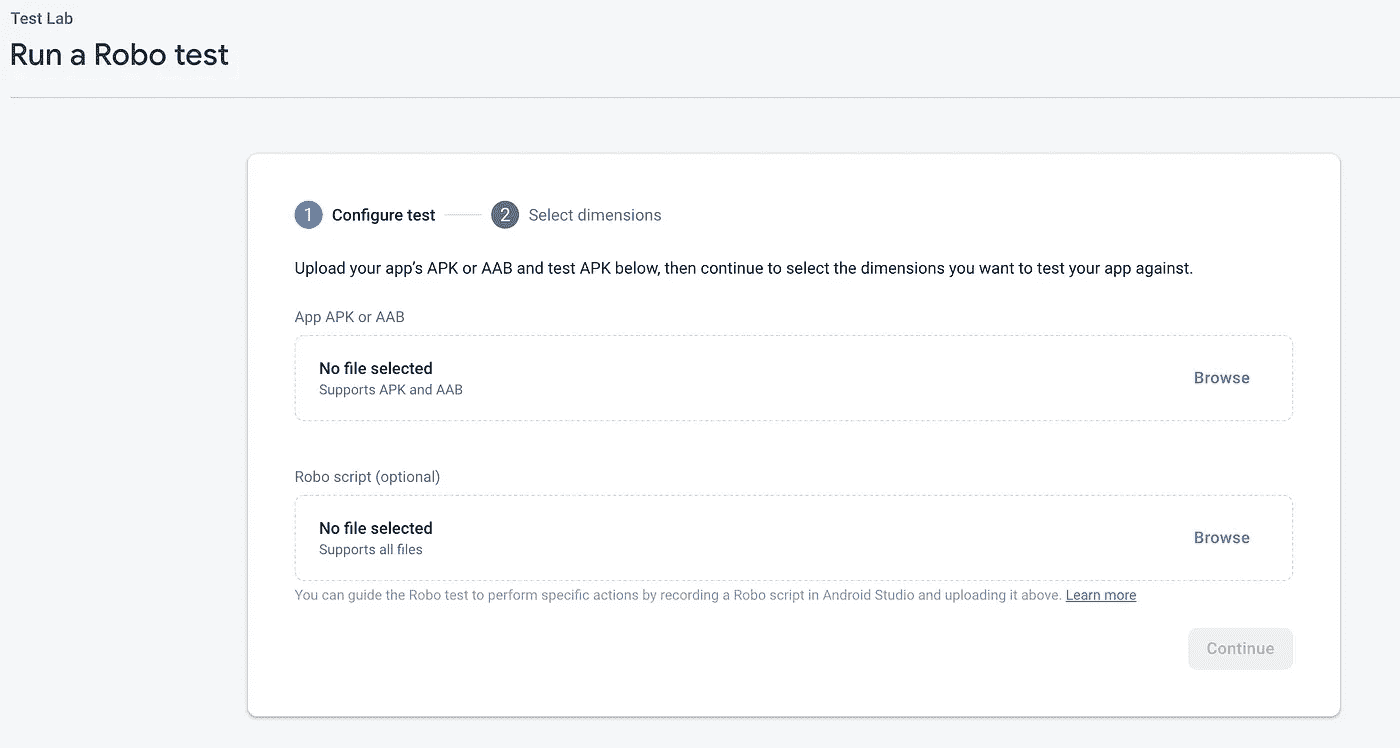 Test Lab
Run a Robo test
1 Configure test 2 Select dimensions
Upload your app’s APK or AAB and test APK below, then continue to select the dimensions you want to test your app against.
App APK or AAB
No file selected
Supports APK and AAB
Browse
Robo script (optional)
No file selected
Supports all files
Browse
You can guide the Robo test to perform specific actions by recording a Robo script in Android Studio and uploading it above. Learn more
Continue